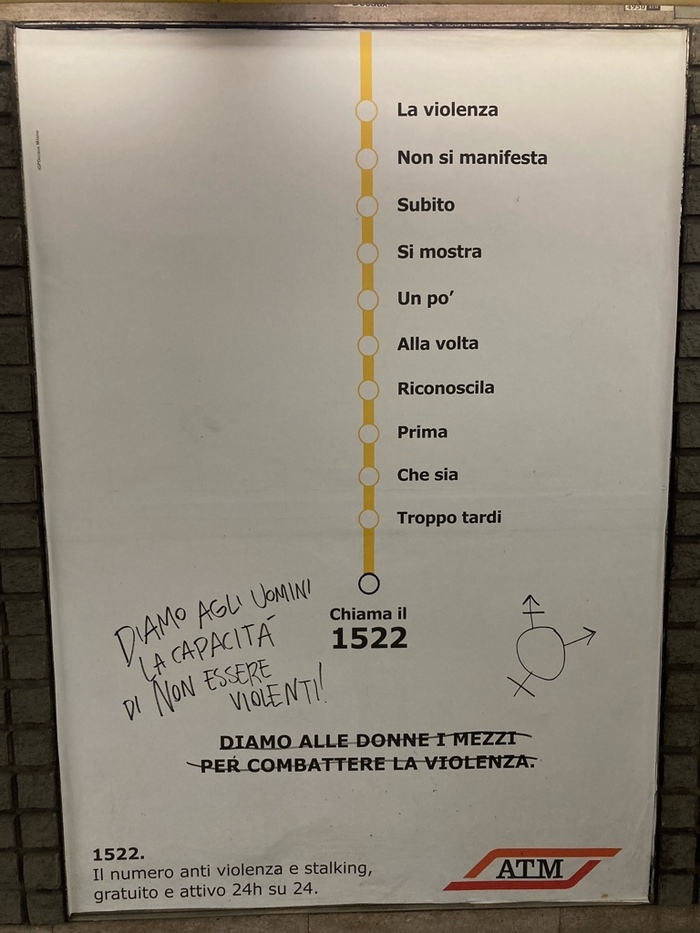 La violenza
Non si manifesta
Subito
Si mostra
Un po’
Alla volta
Riconoscila
Prima
Che sia
Troppo tardi
Chiama il
1522
DIAMO AGLI UOMINI
LA CAPACITÀ
DI NON ESSERE
VIOLENTI!
DIAMO ALLE DONNE I MEZZI
PER COMBATTERE LA VIOLENZA.
1522.
Il numero anti violenza e stalking,
gratuito e attivo 24h su 24.
ATM